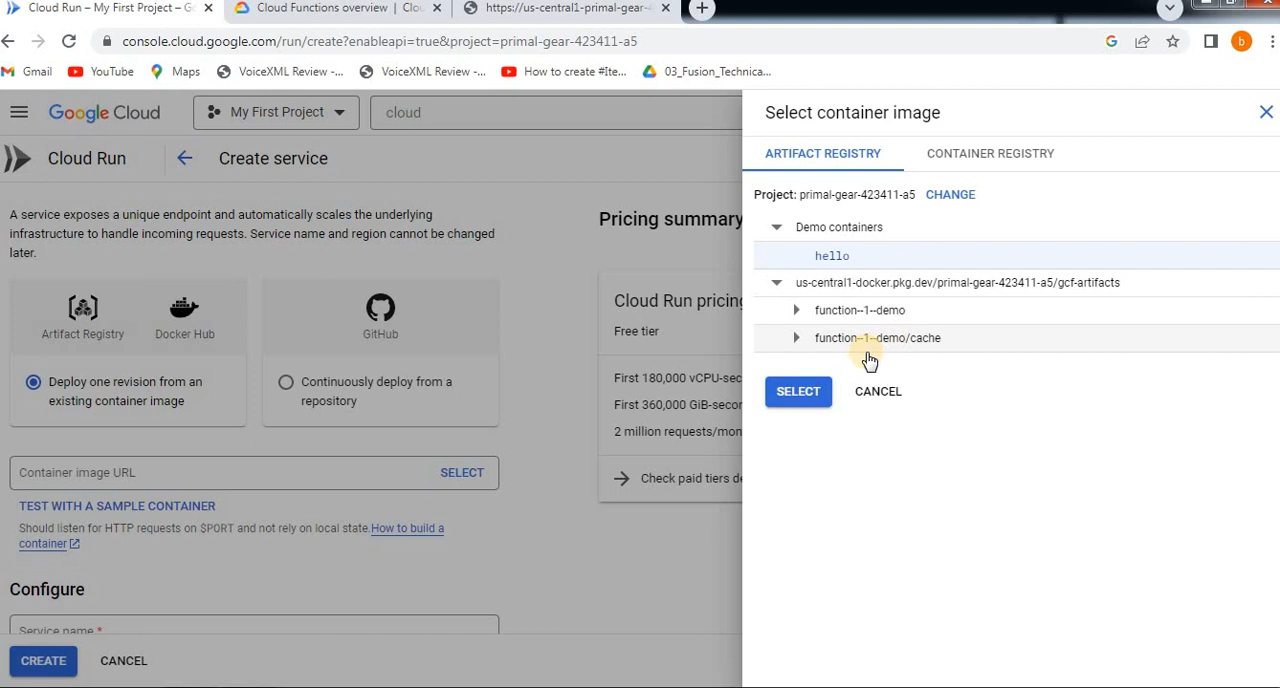 Cloud Run – My First Project – Go
Cloud Functions overview | Clou
https://us-central1-primal-gear-4
console.cloud.google.com/run/create?enableapi=true&project=primal-gear-423411-a5
b
Gmail
YouTube
Maps
VoiceXML Review -...
VoiceXML Review -...
How to create #Ite...
03_Fusion_Technica...
Google Cloud
My First Project
cloud
Cloud Run
Create service
A service exposes a unique endpoint and automatically scales the underlying
infrastructure to handle incoming requests. Service name and region cannot be changed
later.
Artifact Registry
Docker Hub
GitHub
Deploy one revision from an
existing container image
Continuously deploy from a
repository
Container image URL
SELECT
TEST WITH A SAMPLE CONTAINER
Should listen for HTTP requests on $PORT and not rely on local state. How to build a
container
Configure
Service name *
CREATE
CANCEL
Pricing summary
Cloud Run pricing
Free tier
First 180,000 vCPU-sec
First 360,000 GiB-secon
2 million requests/mon
Check paid tiers de
Select container image
ARTIFACT REGISTRY
CONTAINER REGISTRY
Project: primal-gear-423411-a5 CHANGE
Demo containers
hello
us-central1-docker.pkg.dev/primal-gear-423411-a5/gcf-artifacts
function--1--demo
function--1--demo/cache
SELECT
CANCEL